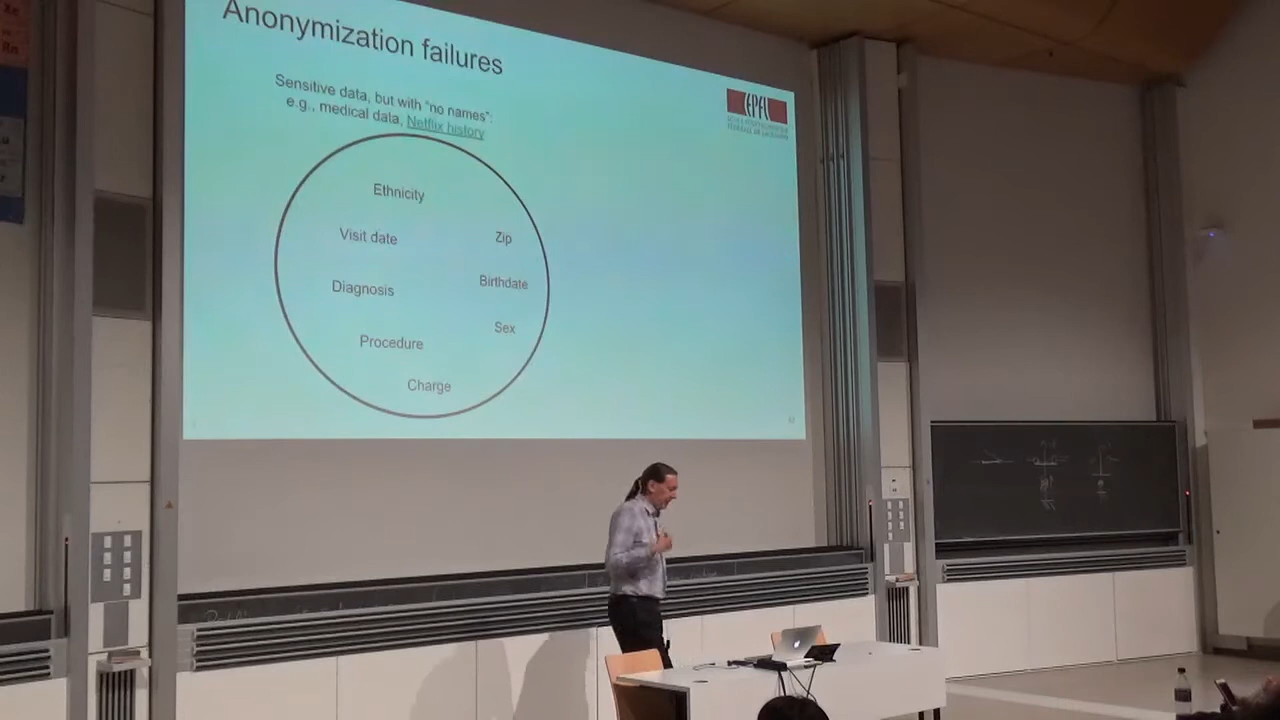 Anonymization failures
Sensitive data, but with "no names":
e.g., medical data, Netflix history
EPFL
Ethnicity
Visit date
Zip
Diagnosis
Birthdate
Sex
Procedure
Charge